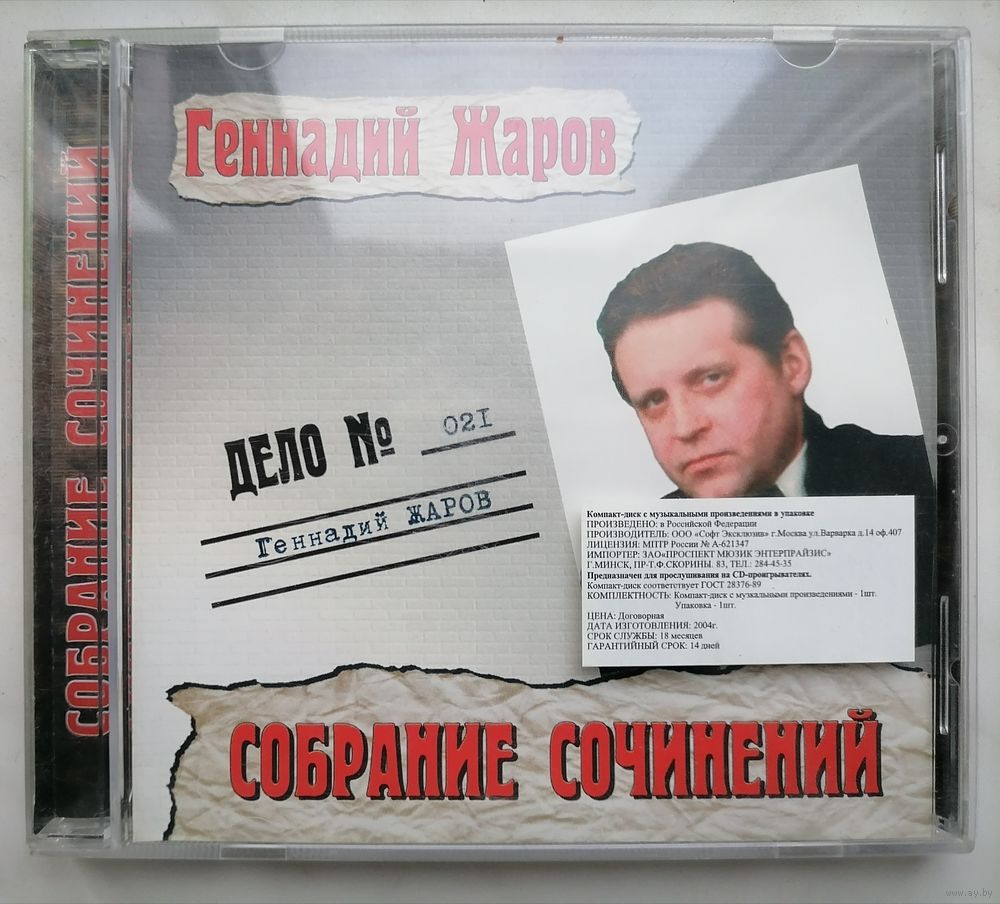 Геннадий Жаров
СОБРАНИЕ СОЧИНЕНИЙ
ДЕЛО № 021
Геннадий ЖАРОВ
Компакт-диск с музыкальными произведениями в упаковке
ПРОИЗВЕДЕНО: в Российской Федерации
ПРОИЗВОДИТЕЛЬ: ООО «Софт Эксклюзив» г.Москва ул.Варварка д.14 оф.407
ЛИЦЕНЗИЯ: МПТР России № А-621347
ИМПОРТЕР: ЗАО«ПРОСПЕКТ МЮЗИК ЭНТЕРПРАЙЗИС»
Г.МИНСК, ПР-Т.Ф.СКОРИНЫ. 83, ТЕЛ.: 284-45-35
Предназначен для прослушивания на CD-проигрывателях.
Компакт-диск соответствует ГОСТ 28376-89
КОМПЛЕКТНОСТЬ: Компакт-диск с музкальными произведениями - 1шт.
Упаковка - 1шт.
ЦЕНА: Договорная
ДАТА ИЗГОТОВЛЕНИЯ: 2004г.
СРОК СЛУЖБЫ: 18 месяцев
ГАРАНТИЙНЫЙ СРОК: 14 дней
СОБРАНИЕ СОЧИНЕНИЙ
www.ay.by